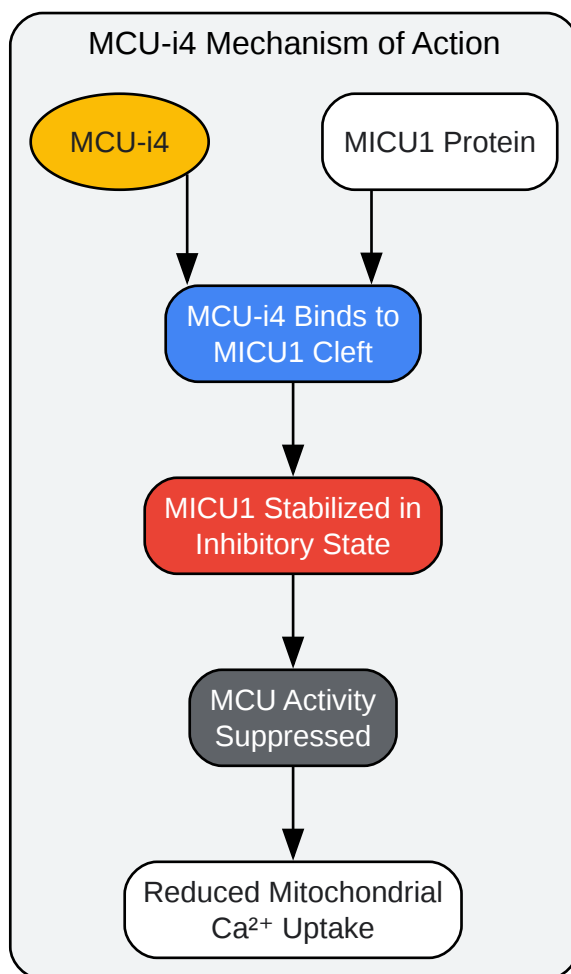 MCU-i4 Mechanism of Action
MCU-i4
MICU1 Protein
MCU-i4 Binds to
MICU1 Cleft
MICU1 Stabilized in
Inhibitory State
MCU Activity
Suppressed
Reduced Mitochondrial
Ca²⁺ Uptake